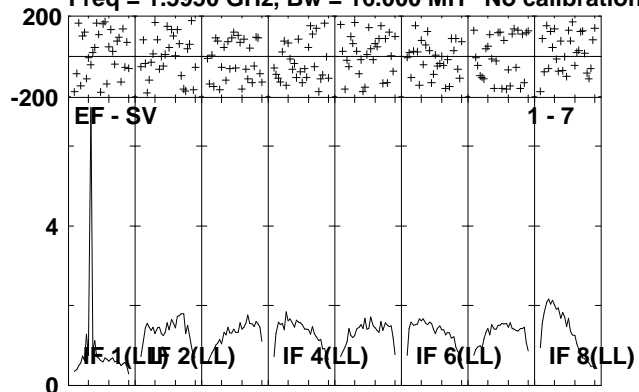 Freq = 1.5950 GHz, Bw = 16.000 MH No calibration
200
-200
EF - SV 1 - 7
4
0
IF 1(LL) IF 2(LL) IF 4(LL) IF 6(LL) IF 8(LL)